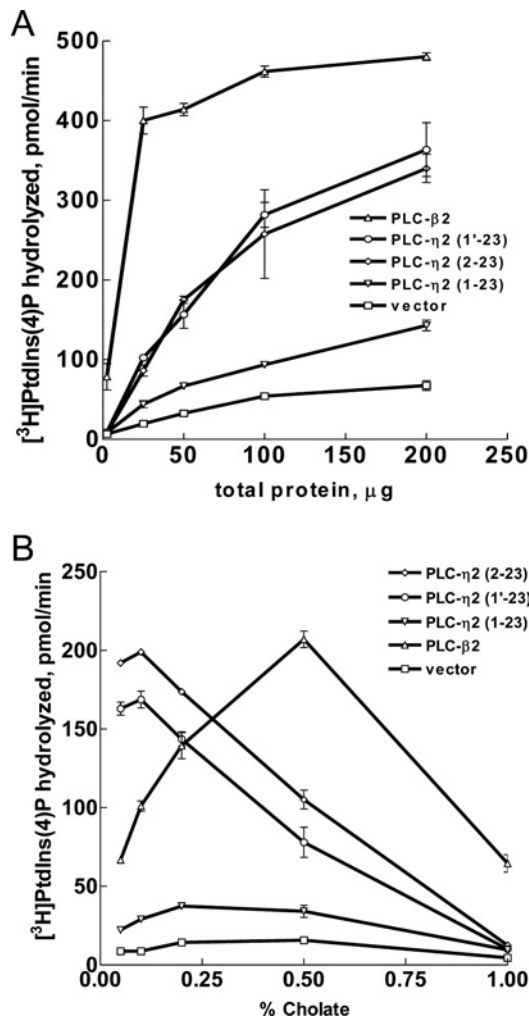 A
[³H]PtdIns(4)P hydrolyzed, pmol/min
500
400
300
200
100
0
PLC-β2
PLC-η2 (1'-23)
PLC-η2 (2-23)
PLC-η2 (1-23)
vector
0
50
100
150
200
250
total protein, μg
B
[³H]PtdIns(4)P hydrolyzed, pmol/min
250
200
150
100
50
0
PLC-η2 (2-23)
PLC-η2 (1'-23)
PLC-η2 (1-23)
PLC-β2
vector
0.00
0.25
0.50
0.75
1.00
% Cholate